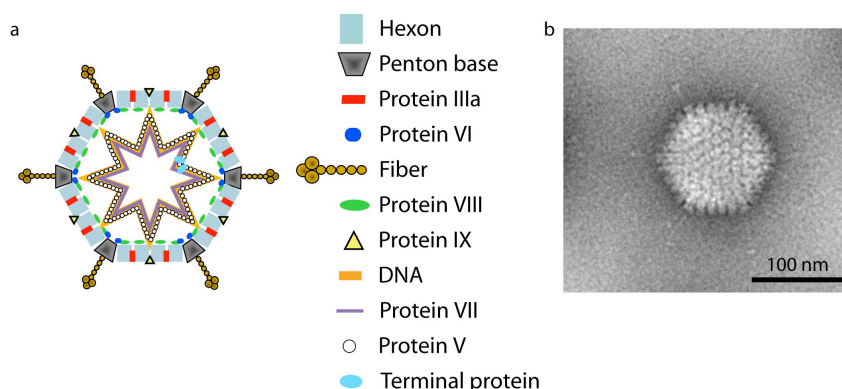 a
Hexon
Penton base
Protein IIIa
Protein VI
Fiber
Protein VIII
Protein IX
DNA
Protein VII
Protein V
Terminal protein
b
100 nm